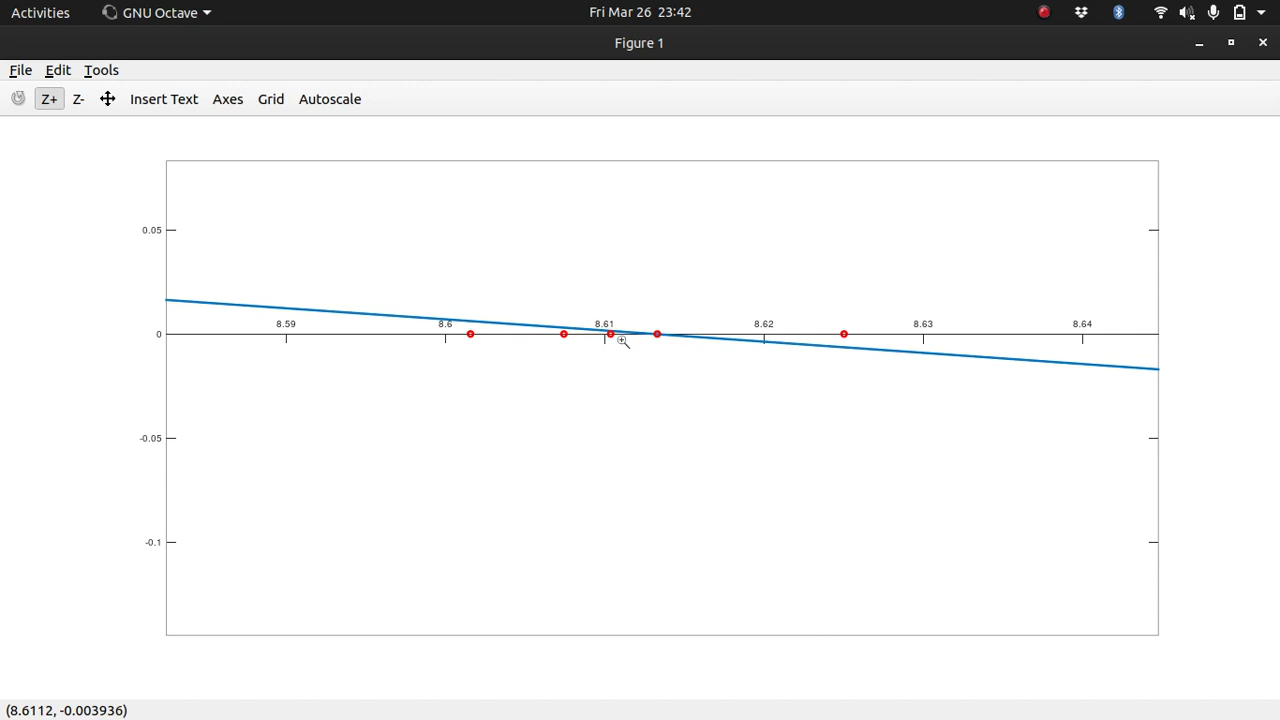 Activities GNU Octave Fri Mar 26 23:42
Figure 1
File Edit Tools
Z+ Z- Insert Text Axes Grid Autoscale
0.05
8.59 8.6 8.61 8.62 8.63 8.64
0
-0.05
-0.1
(8.6112, -0.003936)